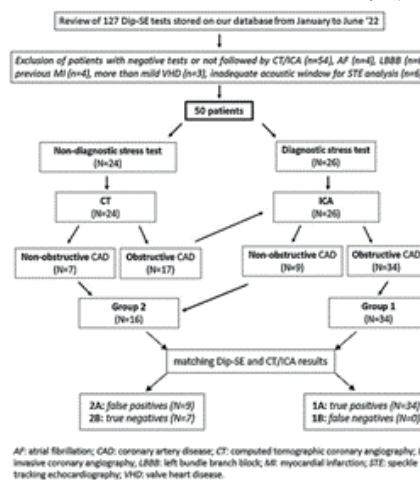 Review of 127 Dip-SE tests stored on our database from January to June '22
Exclusion of patients with negative tests or not followed by CT/ICA (n=54), AF (n=4), LBBB
previous MI (n=4), more than mild VHD (n=3), inadequate acoustic window for STE analysis
50 patients
Non-diagnostic stress test
(N=24)
Diagnostic stress test
(N=26)
CT
(N=24)
ICA
(N=26)
Non-obstructive CAD
(N=7)
Obstructive CAD
(N=17)
Non-obstructive CAD
(N=9)
Obstructive CAD
(N=34)
Group 2
(N=16)
Group 1
(N=34)
matching Dip-SE and CT/ICA results
2A: false positives (N=9)
2B: true negatives (N=7)
1A: true positives (N=34)
1B: false negatives (N=0)
AF: atrial fibrillation; CAD: coronary artery disease; CT: computed tomographic coronary angiography,
invasive coronary angiography, LBBB: left bundle branch block; MI: myocardial infarction; STE: speckle
tracking echocardiography; VHD: valve heart disease.